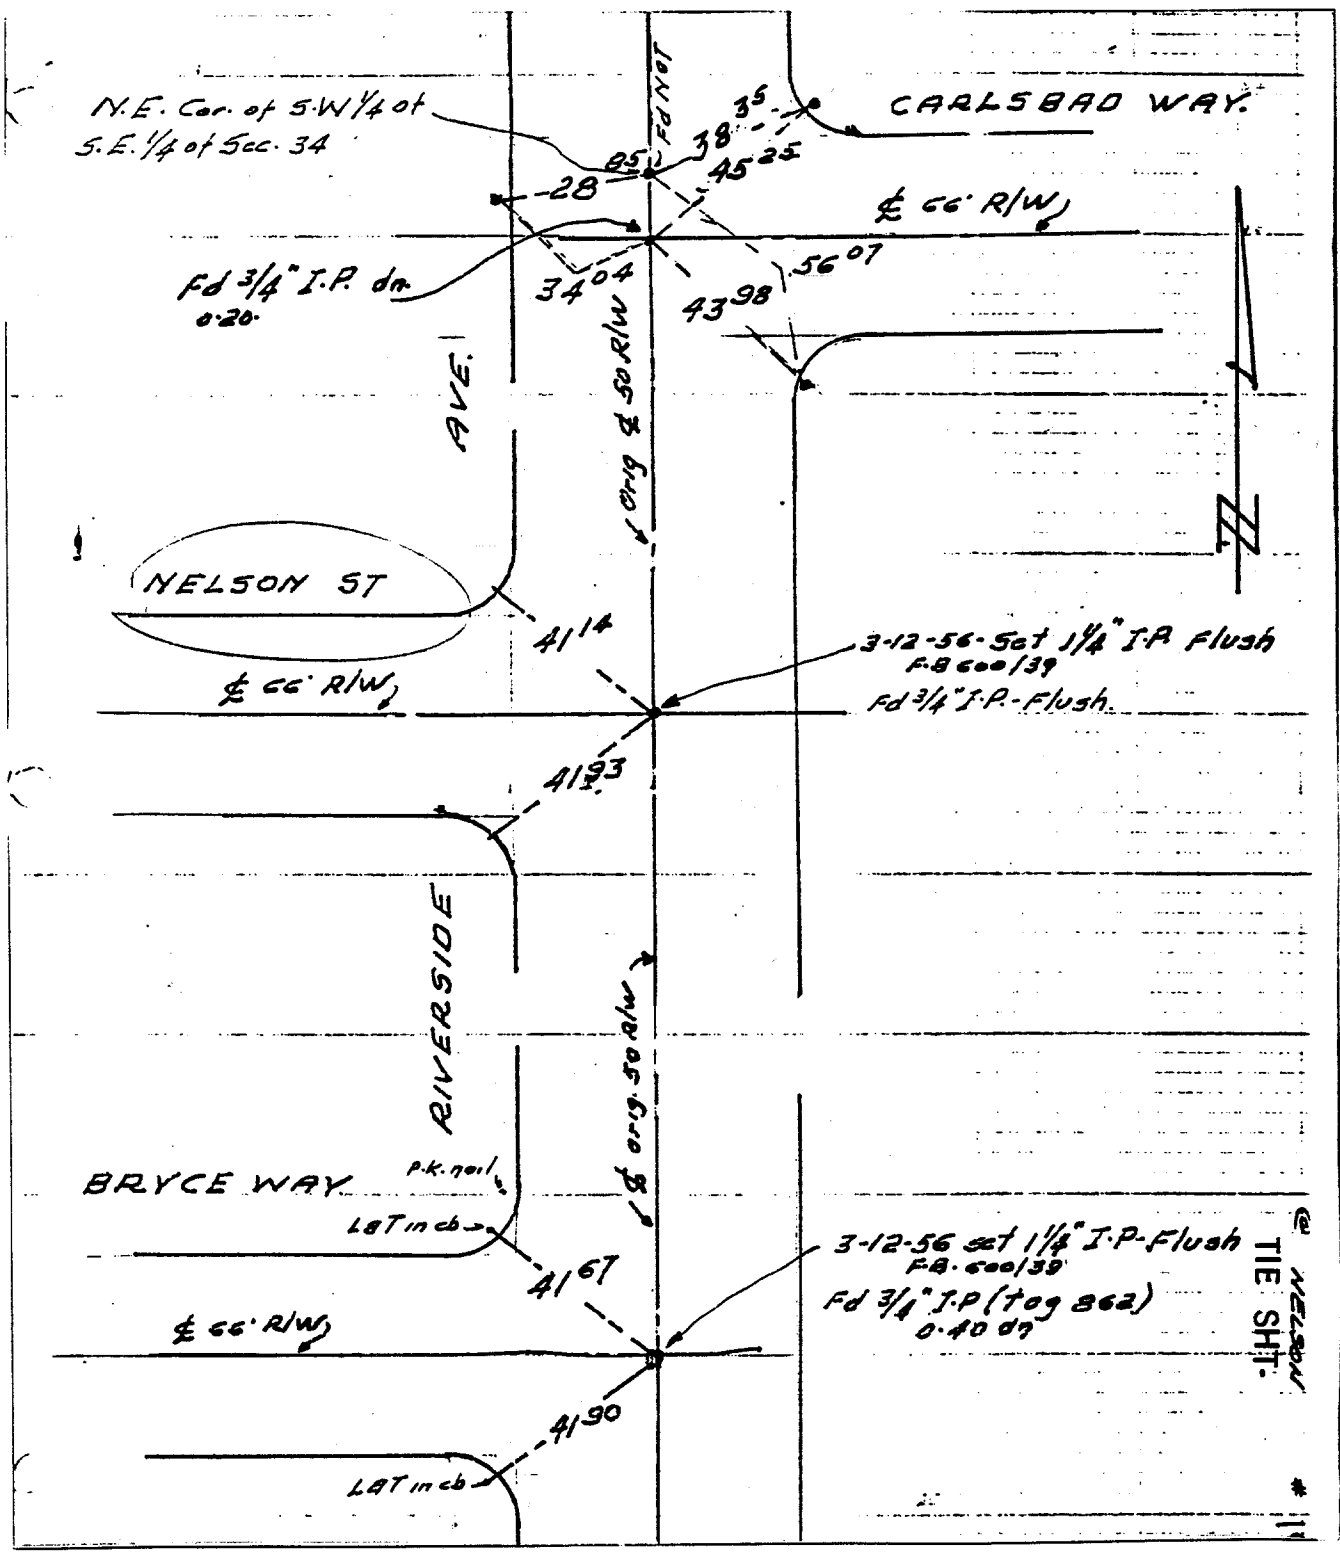 N.E. Cor. of S.W 1/4 of
S.E. 1/4 of Sec. 34
Fd NOT
CARLSBAD WAY.
38 35
28 85
45 25
℄ 66' R/W
Fd 3/4" I.P. dn.
0.20.
34 04
56 07
43 98
AVE.
Orig ℄ 50 R/W
NELSON ST
41 14
3-12-56-Set 1 1/4" I.P. Flush
F.B 600/39
Fd 3/4" I.P.-Flush.
℄ 66' R/W
41 93
RIVERSIDE
℄ orig. 50 R/W
BRYCE WAY
P.K. nail
L&T in cb
41 67
3-12-56 set 1 1/4" I.P-Flush
F.B. 600/39
Fd 3/4" I.P (tag 862)
0.40 dn
℄ 66' R/W
41 90
L&T in cb
@ NELSON
TIE SHT.
# 11